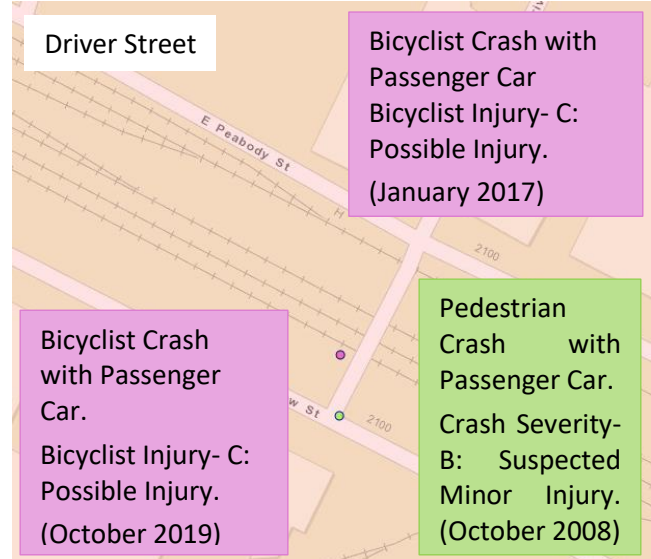 Driver Street
Bicyclist Crash with
Passenger Car
Bicyclist Injury- C:
Possible Injury.
(January 2017)
E Peabody St
2100
Bicyclist Crash
with Passenger
Car.
Bicyclist Injury- C:
Possible Injury.
(October 2019)
w St
2100
Pedestrian
Crash with
Passenger Car.
Crash Severity-
B: Suspected
Minor Injury.
(October 2008)